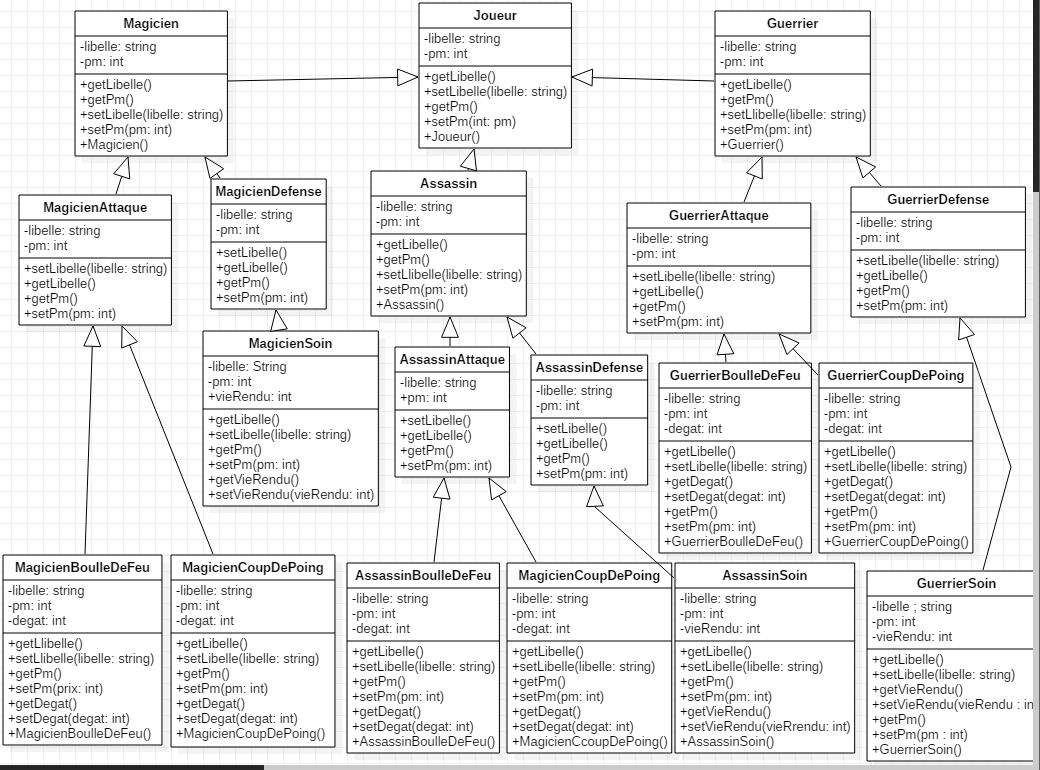 Magicien
-libelle: string
-pm: int
+getLibelle()
+getPm()
+setLlibelle(libelle: string)
+setPm(pm: int)
+Magicien()
Joueur
-libelle: string
-pm: int
+getLibelle()
+setLibelle(libelle: string)
+getPm()
+setPm(int: pm)
+Joueur()
Guerrier
-libelle: string
-pm: int
+getLibelle()
+getPm()
+setLlibelle(libelle: string)
+setPm(pm: int)
+Guerrier()
MagicienAttaque
-libelle: string
-pm: int
+setLibelle(libelle: string)
+getLibelle()
+getPm()
+setPm(pm: int)
MagicienDefense
-libelle: string
-pm: int
+setLibelle()
+getLibelle()
+getPm()
+setPm(pm: int)
Assassin
-libelle: string
-pm: int
+getLibelle()
+getPm()
+setLlibelle(libelle: string)
+setPm(pm: int)
+Assassin()
GuerrierAttaque
-libelle: string
-pm: int
+setLibelle(libelle: string)
+getLibelle()
+getPm()
+setPm(pm: int)
GuerrierDefense
-libelle: string
-pm: int
+setLibelle(libelle: string)
+getLibelle()
+getPm()
+setPm(pm: int)
MagicienSoin
-libelle: String
-pm: int
+vieRendu: int
+getLibelle()
+setLibelle(libelle: string)
+getPm()
+setPm(pm: int)
+getVieRendu()
+setVieRendu(vieRendu: int)
AssassinAttaque
-libelle: string
+pm: int
+setLibelle()
+getLibelle()
+getPm()
+setPm(pm: int)
AssassinDefense
-libelle: string
-pm: int
+setLibelle()
+getLibelle()
+getPm()
+setPm(pm: int)
GuerrierBoulleDeFeu
-libelle: string
-pm: int
-degat: int
+getLibelle()
+setLibelle(libelle: string)
+getDegat()
+setDegat(degat: int)
+getPm()
+setPm(pm: int)
+GuerrierBoulleDeFeu()
GuerrierCoupDePoing
-libelle: string
-pm: int
-degat: int
+getLibelle()
+setLibelle(libelle: string)
+getDegat()
+setDegat(degat: int)
+getPm()
+setPm(pm: int)
+GuerrierCoupDePoing()
MagicienBoulleDeFeu
-libelle: string
-pm: int
-degat: int
+getLlibelle()
+setLlibelle(libelle: string)
+getPm()
+setPm(prix: int)
+getDegat()
+setDegat(degat: int)
+MagicienBoulleDeFeu()
MagicienCoupDePoing
-libelle: string
-pm: int
-degat: int
+getLibelle()
+setLibelle(libelle: string)
+getPm()
+setPm(pm: int)
+getDegat()
+setDegat(degat: int)
+MagicienCoupDePoing()
AssassinBoulleDeFeu
-libelle: string
-pm: int
-degat: int
+getLibelle()
+setLibelle(libelle: string)
+getPm()
+setPm(pm: int)
+getDegat()
+setDegat(degat: int)
+AssassinBoulleDeFeu()
MagicienCoupDePoing
-libelle: string
-pm: int
-degat: int
+getLibelle()
+setLibelle(libelle: string)
+getPm()
+setPm(pm: int)
+getDegat()
+setDegat(degat: int)
+MagicienCcoupDePoing()
AssassinSoin
-libelle: string
-pm: int
-vieRendu: int
+getLibelle()
+setLibelle(libelle: string)
+getPm()
+setPm(pm: int)
+getVieRendu()
+setVieRendu(vieRrendu: int)
+AssassinSoin()
GuerrierSoin
-libelle ; string
-pm: int
-vieRendu: int
+getLibelle()
+setLibelle(libelle: string)
+getVieRendu()
+setVieRendu(vieRendu : in
+getPm()
+setPm(pm : int)
+GuerrierSoin()